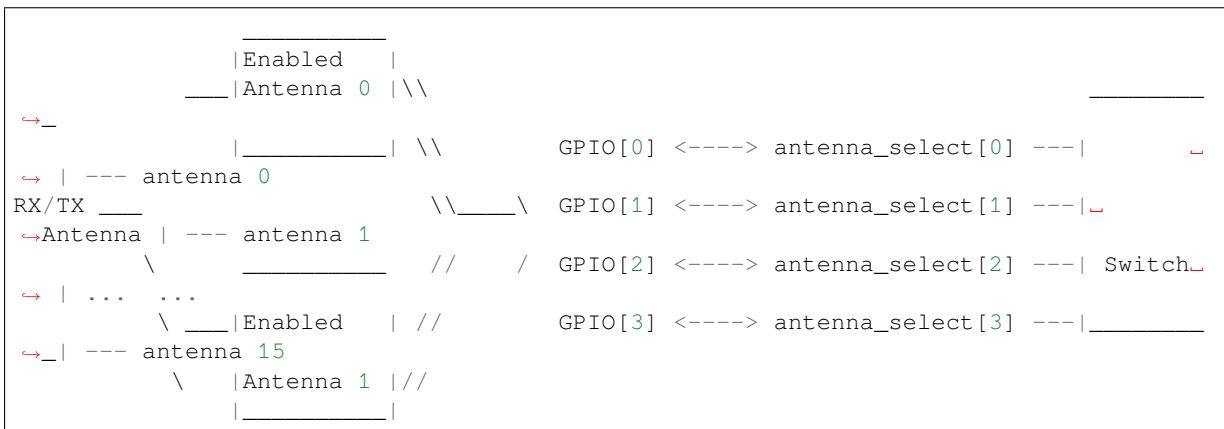 __________
                  |Enabled   |
               ___|Antenna 0 |\\                                                   ________
↪_
                  |__________| \\        GPIO[0] <----> antenna_select[0] ---|        ␣
↪ | --- antenna 0
RX/TX ___                       \\____\  GPIO[1] <----> antenna_select[1] ---|␣
↪Antenna | --- antenna 1
          \        __________   //    /  GPIO[2] <----> antenna_select[2] ---| Switch␣
↪ | ...  ...
           \ ___|Enabled   | //        GPIO[3] <----> antenna_select[3] ---|________
↪_| --- antenna 15
            \   |Antenna 1 |//
                |__________|